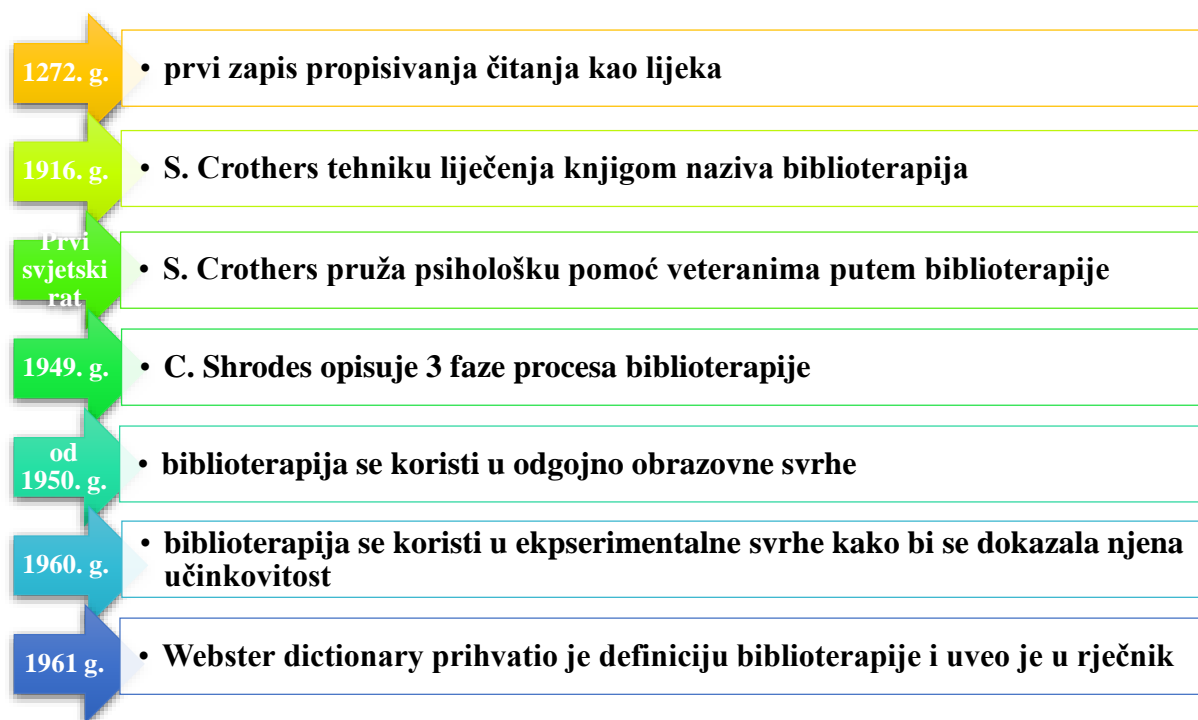 1272. g.
• prvi zapis propisivanja čitanja kao lijeka
1916. g.
• S. Crothers tehniku liječenja knjigom naziva biblioterapija
Prvi
svjetski
rat
• S. Crothers pruža psihološku pomoć veteranima putem biblioterapije
1949. g.
• C. Shrodes opisuje 3 faze procesa biblioterapije
od
1950. g.
• biblioterapija se koristi u odgojno obrazovne svrhe
1960. g.
• biblioterapija se koristi u ekpserimentalne svrhe kako bi se dokazala njena
učinkovitost
1961 g.
• Webster dictionary prihvatio je definiciju biblioterapije i uveo je u rječnik